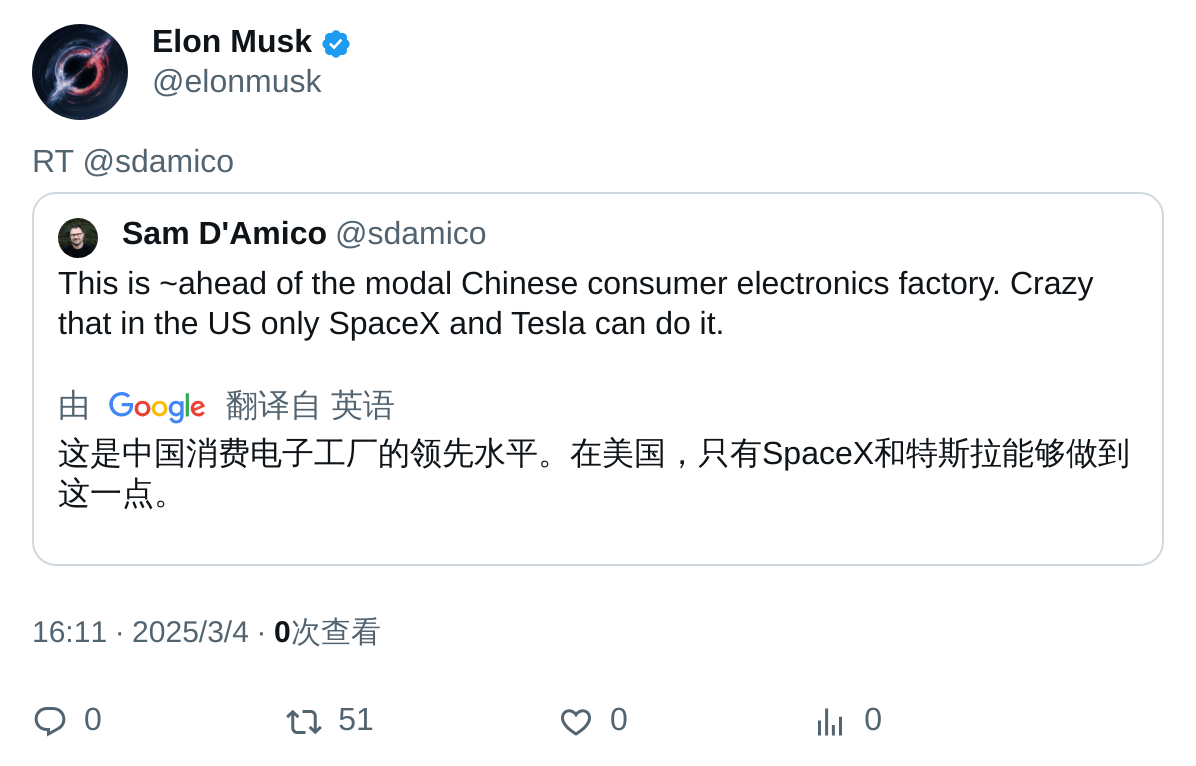 Elon Musk
@elonmusk
RT @sdamico
Sam D'Amico @sdamico
This is ~ahead of the modal Chinese consumer electronics factory. Crazy
that in the US only SpaceX and Tesla can do it.
由 Google 翻译自 英语
这是中国消费电子工厂的领先水平。在美国，只有SpaceX和特斯拉能够做到
这一点。
16:11 · 2025/3/4 · 0次查看
0 51 0 0